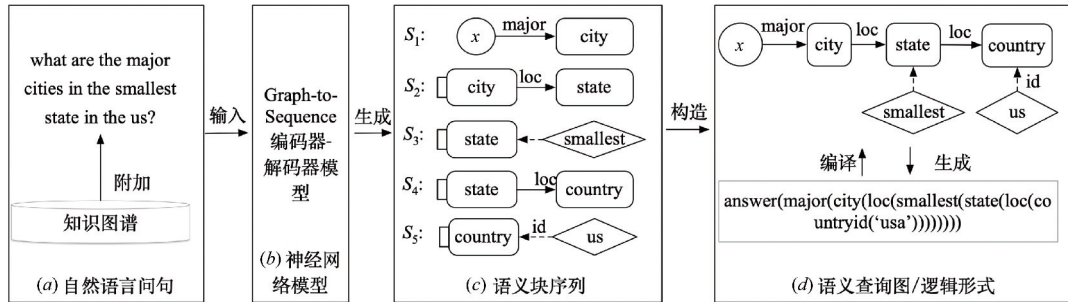 what are the major
cities in the smallest
state in the us?
附加
知识图谱
(a) 自然语言问句
输入
Graph-to-
Sequence
编码器-
解码器模型
(b) 神经网
络模型
生成
S₁: x major city
S₂: city loc state
S₃: state smallest
S₄: state loc country
S₅: country id us
(c) 语义块序列
构造
x major city loc state loc country
id
smallest us
编译 生成
answer(major(city(loc(smallest(state(loc(co
untryid(‘usa’))))))))
(d) 语义查询图/逻辑形式